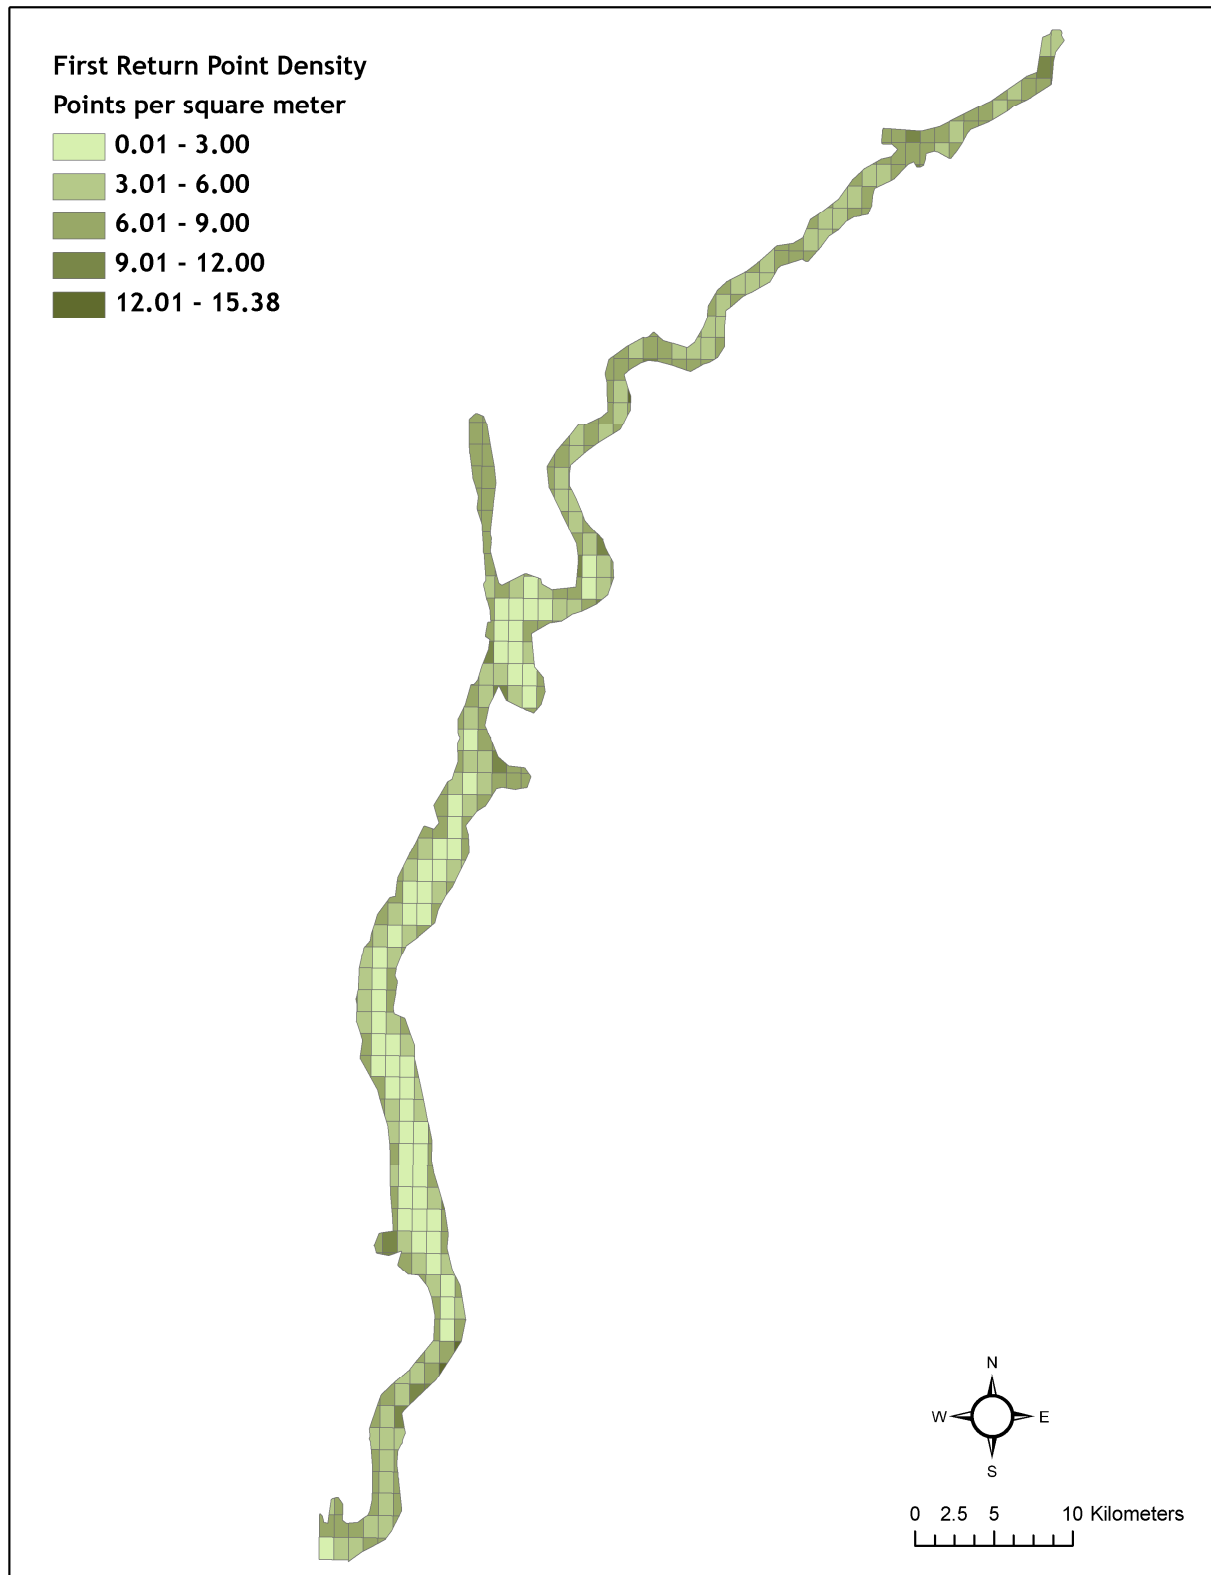 First Return Point Density
Points per square meter
0.01 - 3.00
3.01 - 6.00
6.01 - 9.00
9.01 - 12.00
12.01 - 15.38
N
W E
S
0 2.5 5 10 Kilometers